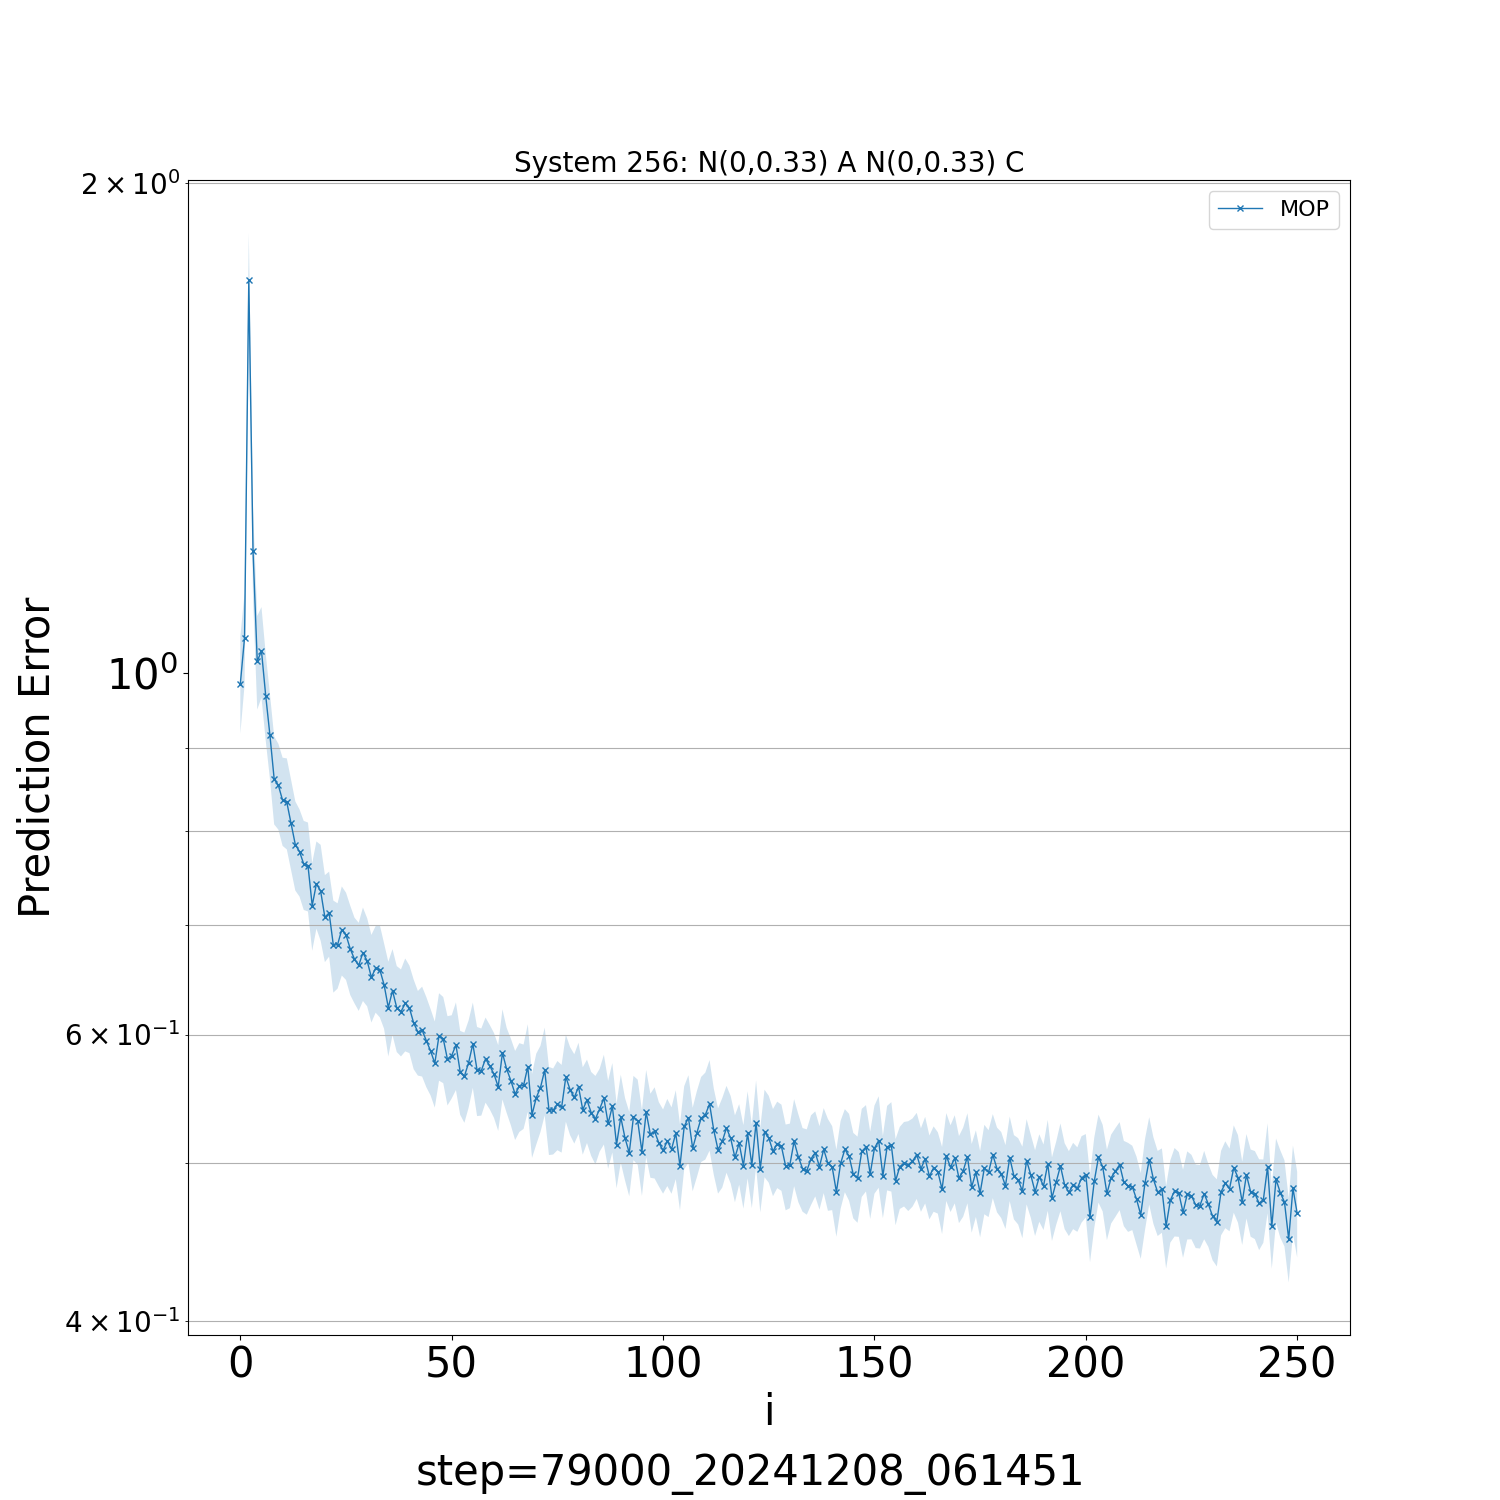 System 256: N(0,0.33) A N(0,0.33) C
2 × 10⁰
MOP
10⁰
Prediction Error
6 × 10⁻¹
4 × 10⁻¹
0 50 100 150 200 250
i
step=79000_20241208_061451